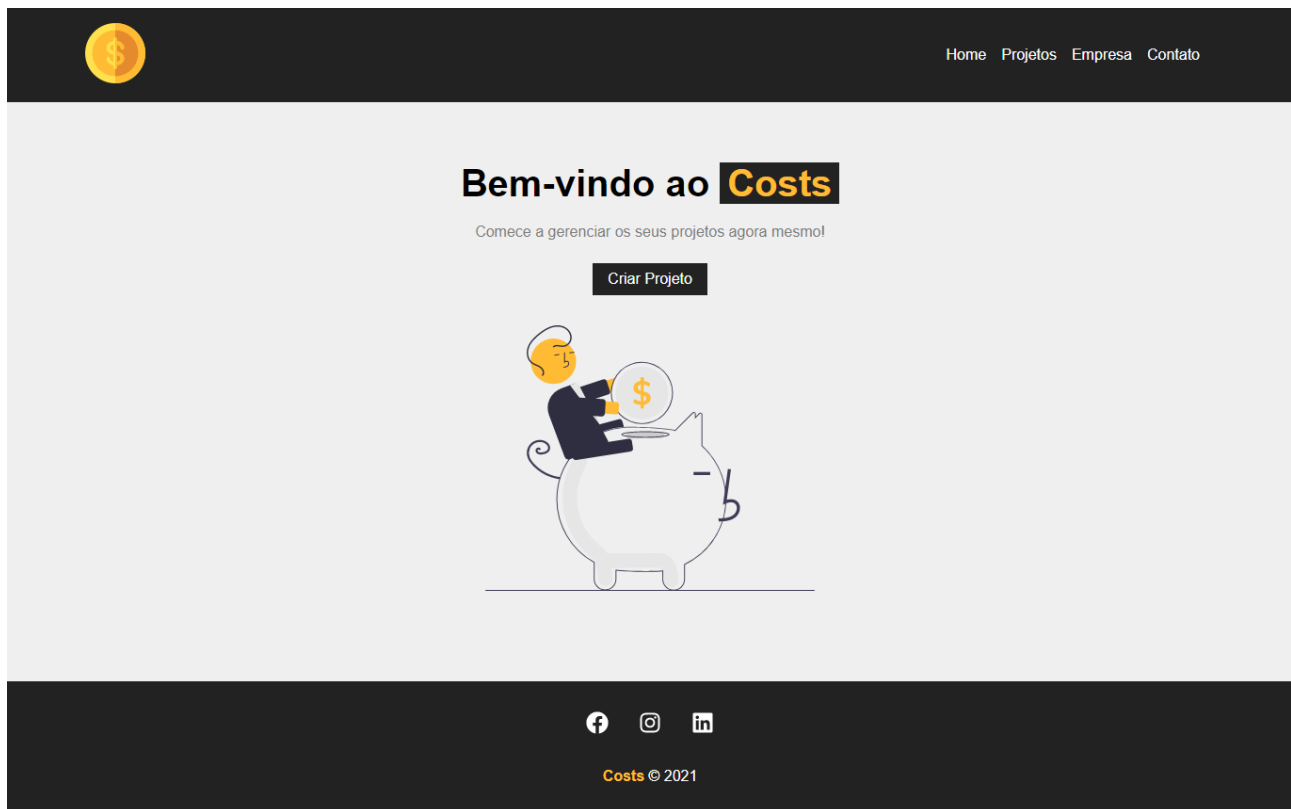 $
Home Projetos Empresa Contato
Bem-vindo ao Costs
Comece a gerenciar os seus projetos agora mesmo!
Criar Projeto
$
in
Costs © 2021